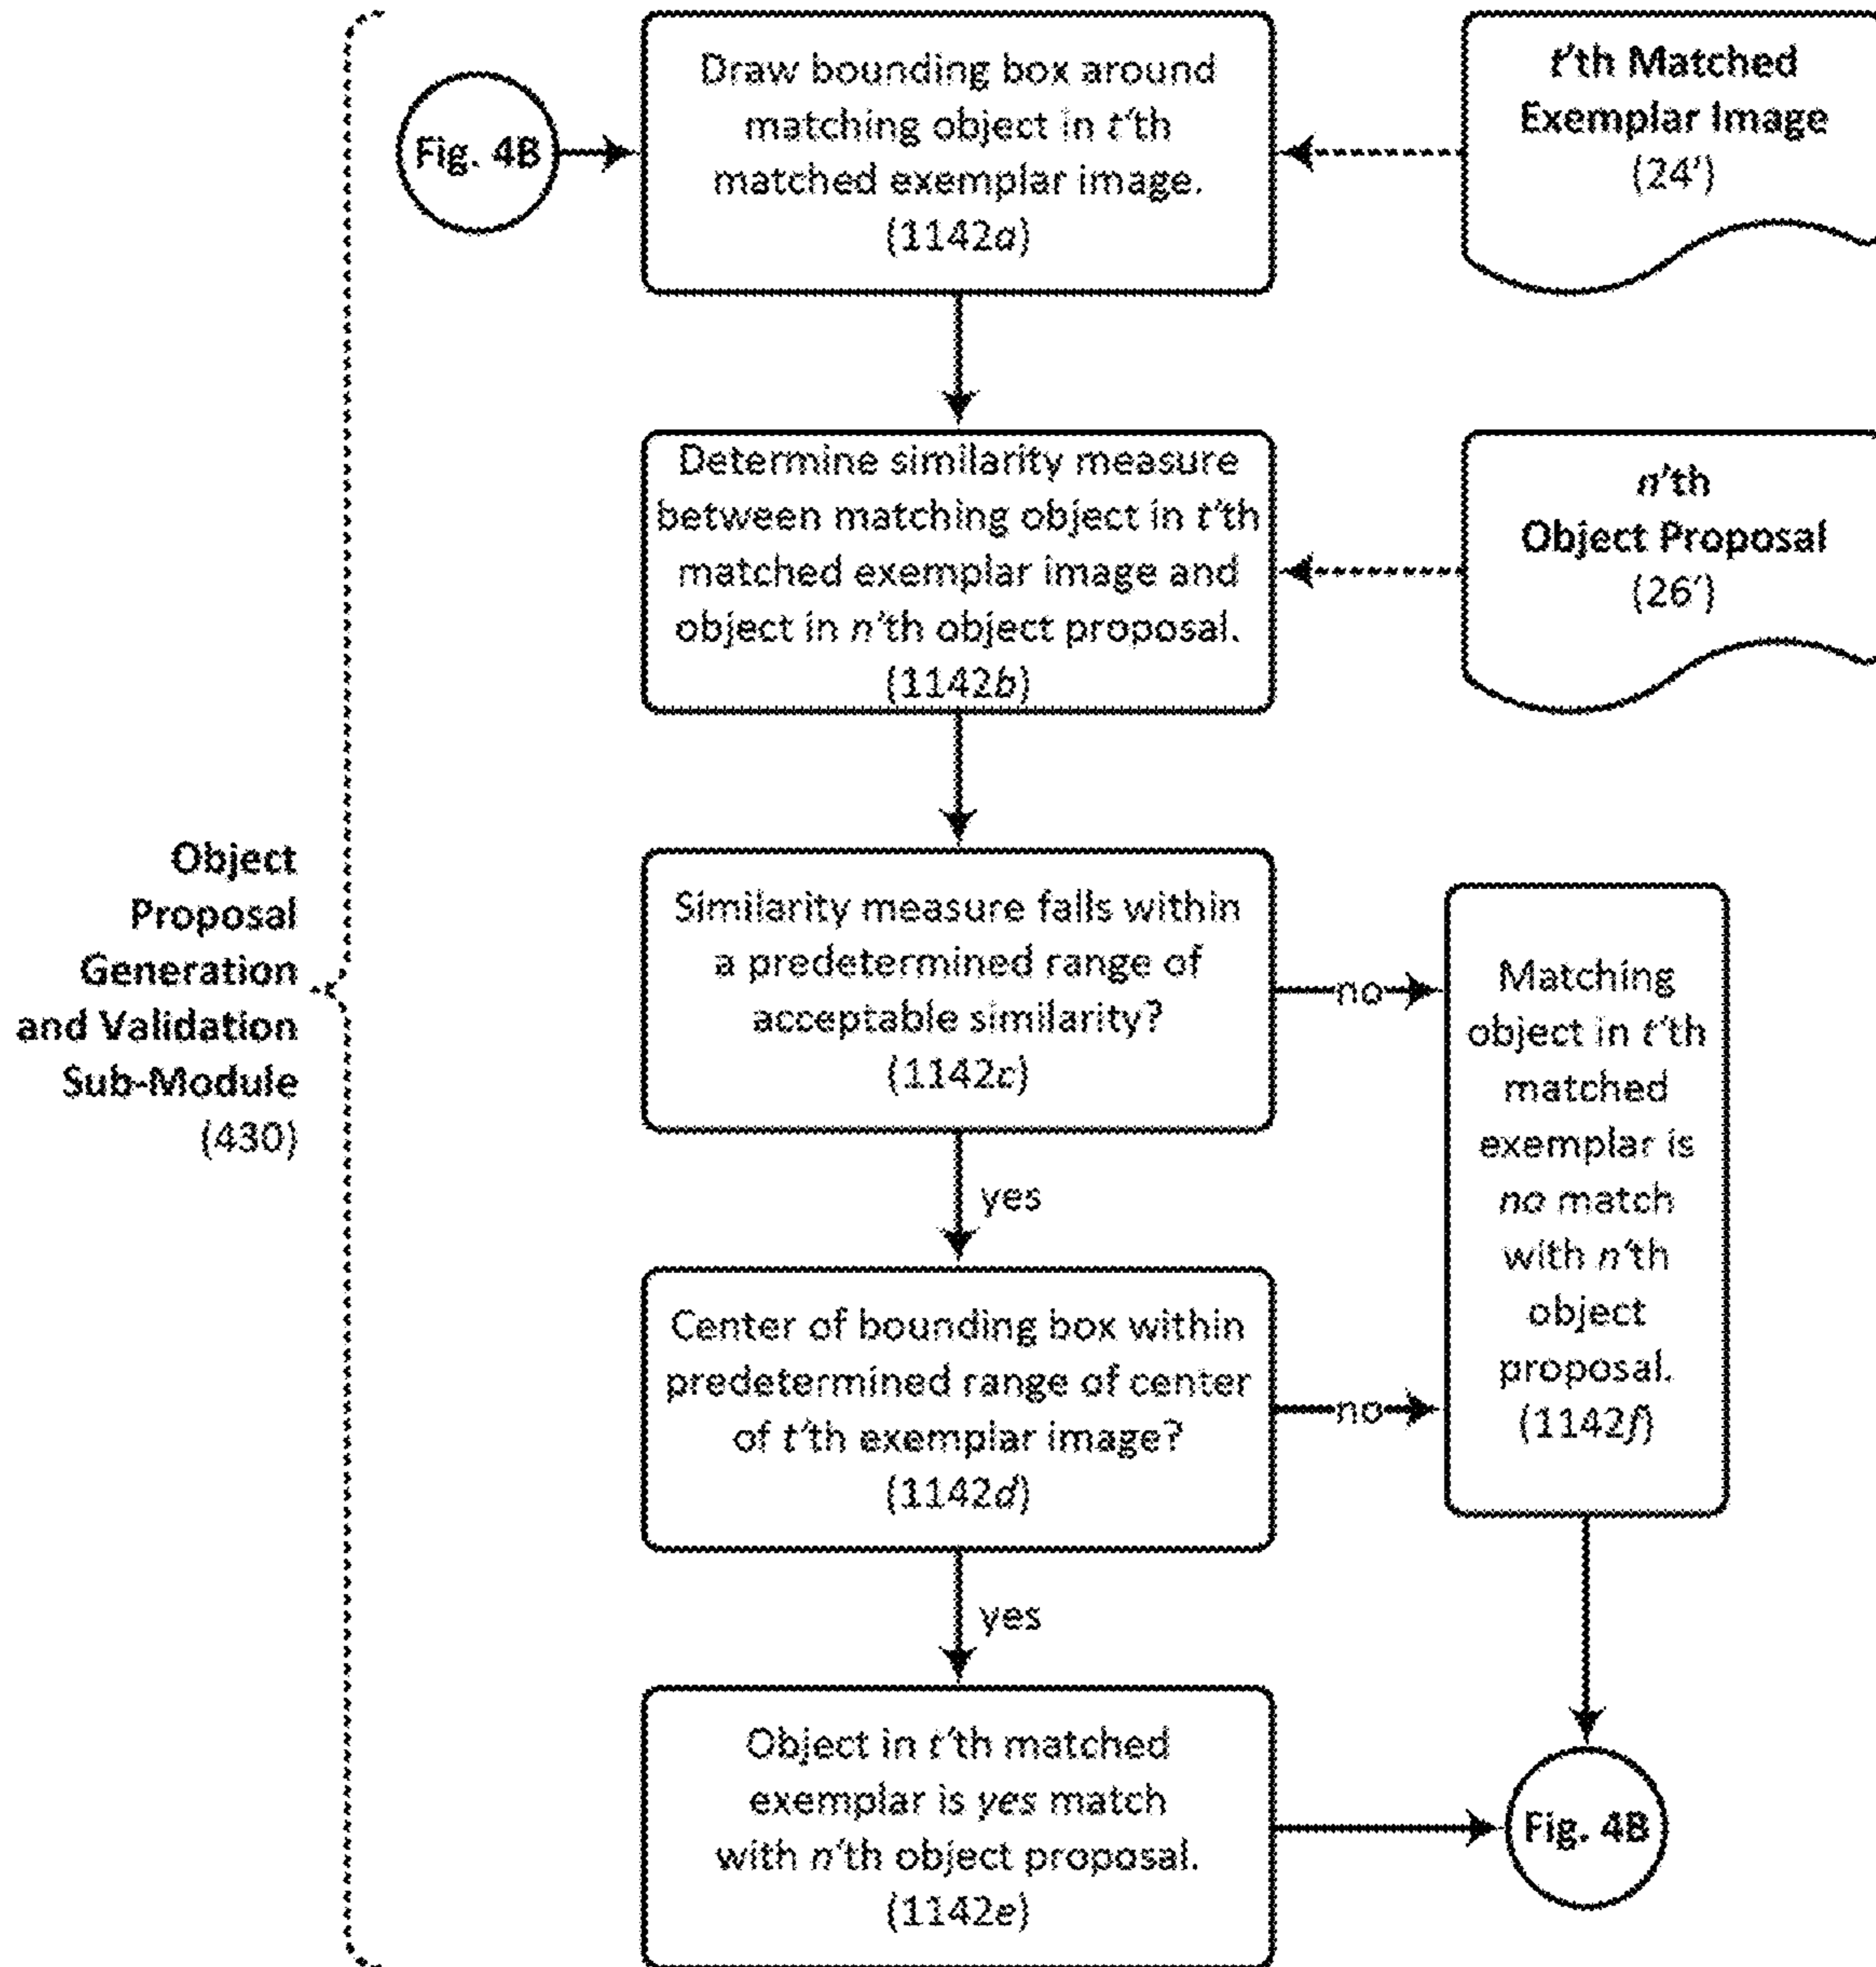 Draw bounding box around
matching object in t'th
matched exemplar image.
(1142a)
t'th Matched
Exemplar Image
(24')
Fig. 4B
Determine similarity measure
between matching object in t'th
matched exemplar image and
object in n'th object proposal.
(1142b)
n'th
Object Proposal
(26')
Object
Proposal
Generation
and Validation
Sub-Module
(430)
Similarity measure falls within
a predetermined range of
acceptable similarity?
(1142c)
no
Matching
object in t'th
matched
exemplar is
no match
with n'th
object
proposal.
(1142f)
yes
Center of bounding box within
predetermined range of center
of t'th exemplar image?
(1142d)
no
yes
Object in t'th matched
exemplar is yes match
with n'th object proposal.
(1142e)
Fig. 4B